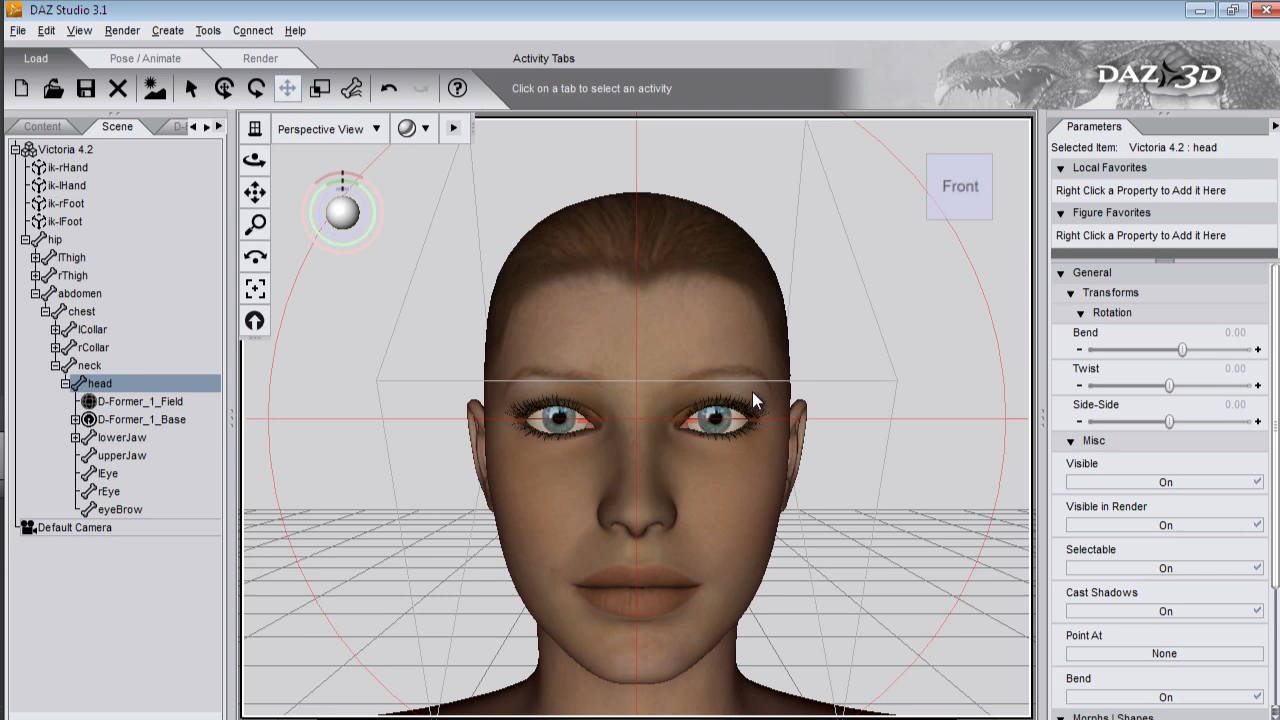 DAZ Studio 3.1
File Edit View Render Create Tools Connect Help
Load Pose / Animate Render Activity Tabs
Click on a tab to select an activity
DAZ 3D
Content Scene D-
Perspective View
Front
Victoria 4.2
ik-rHand
ik-lHand
ik-rFoot
ik-lFoot
hip
lThigh
rThigh
abdomen
chest
lCollar
rCollar
neck
head
D-Former_1_Field
D-Former_1_Base
lowerJaw
upperJaw
lEye
rEye
eyeBrow
Default Camera
Parameters
Selected Item: Victoria 4.2 : head
Local Favorites
Right Click a Property to Add it Here
Figure Favorites
Right Click a Property to Add it Here
General
Transforms
Rotation
Bend 0.00
Twist 0.00
Side-Side 0.00
Misc
Visible
On
Visible in Render
On
Selectable
On
Cast Shadows
On
Point At
None
Bend
On
Morphs | Shapes